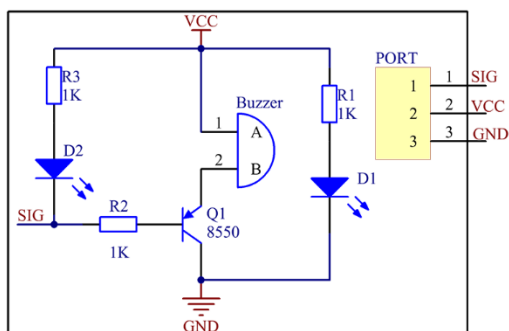 VCC
R3
1K
D2
SIG
R2
1K
Buzzer
1
A
2
B
Q1
8550
R1
1K
D1
GND
PORT
1 1 SIG
2 2 VCC
3 3 GND